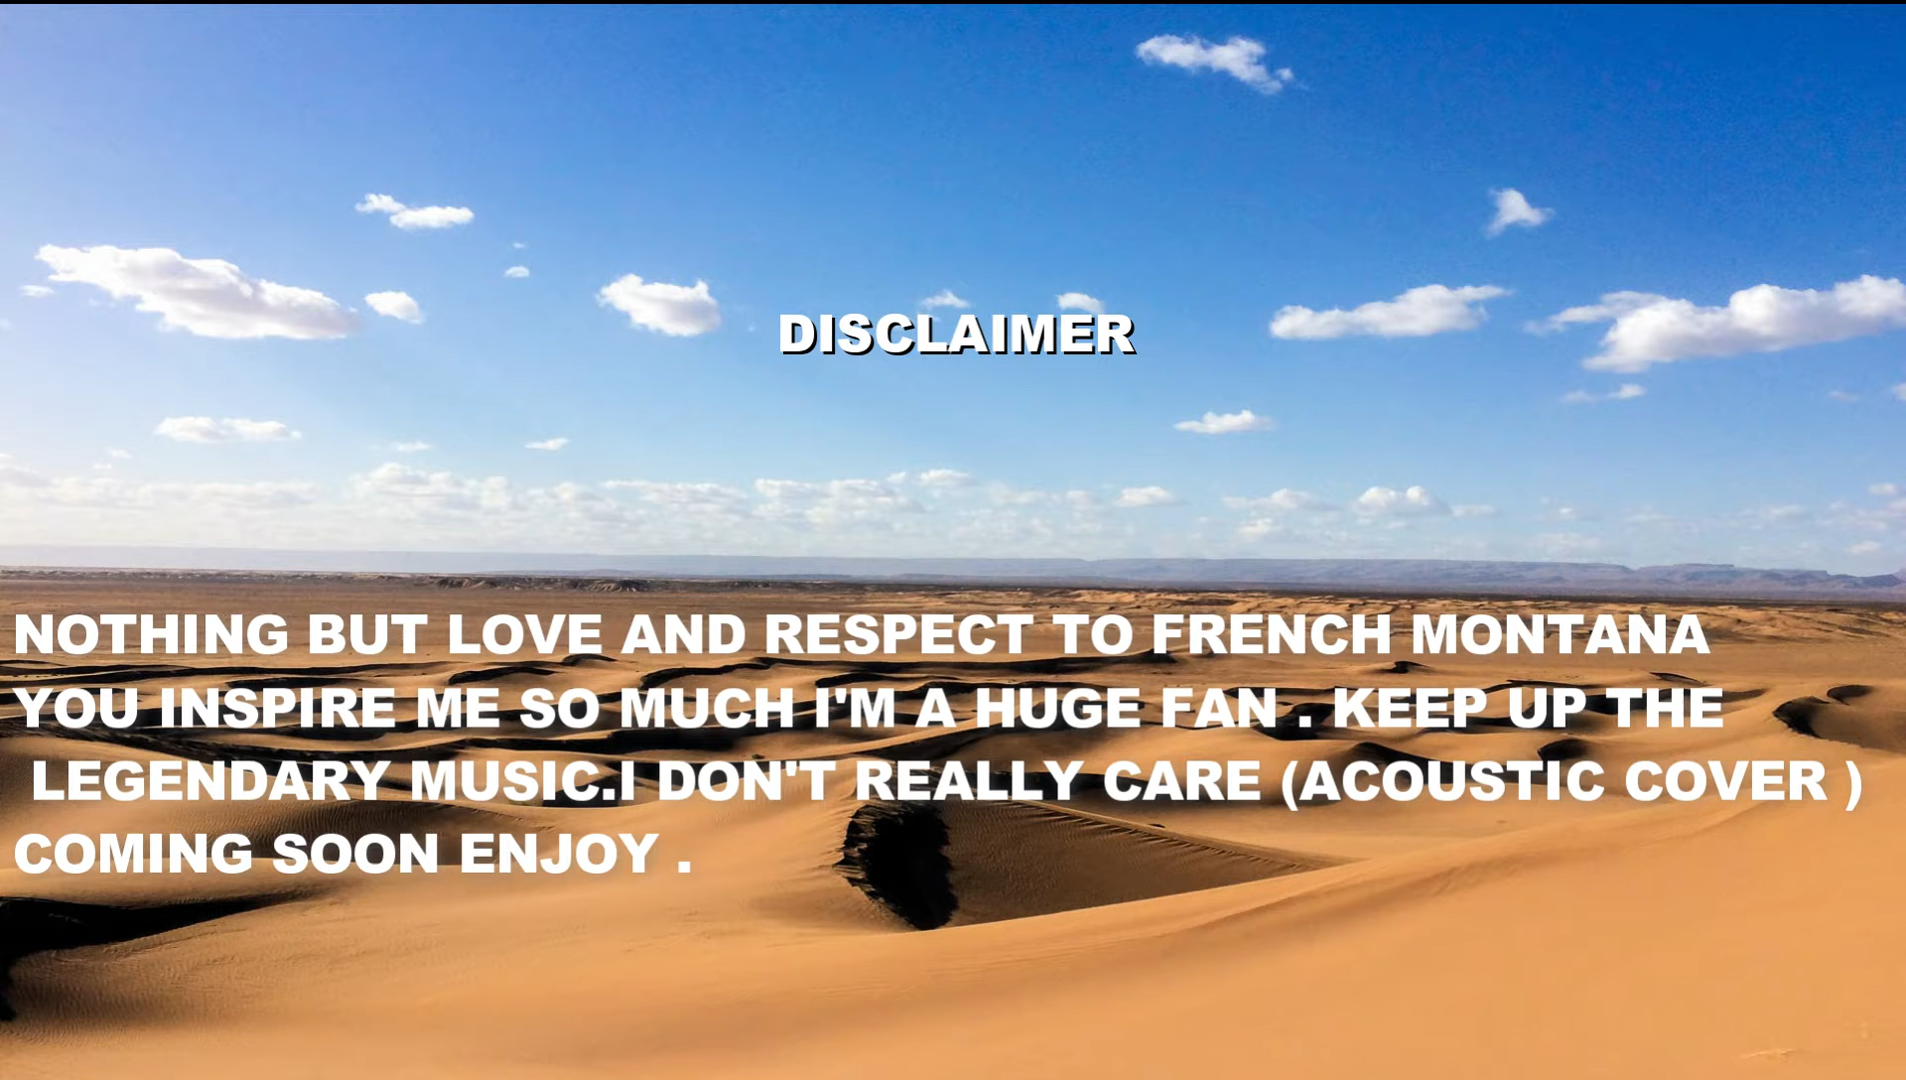 DISCLAIMER
NOTHING BUT LOVE AND RESPECT TO FRENCH MONTANA
YOU INSPIRE ME SO MUCH I'M A HUGE FAN . KEEP UP THE
LEGENDARY MUSIC.I DON'T REALLY CARE (ACOUSTIC COVER )
COMING SOON ENJOY .